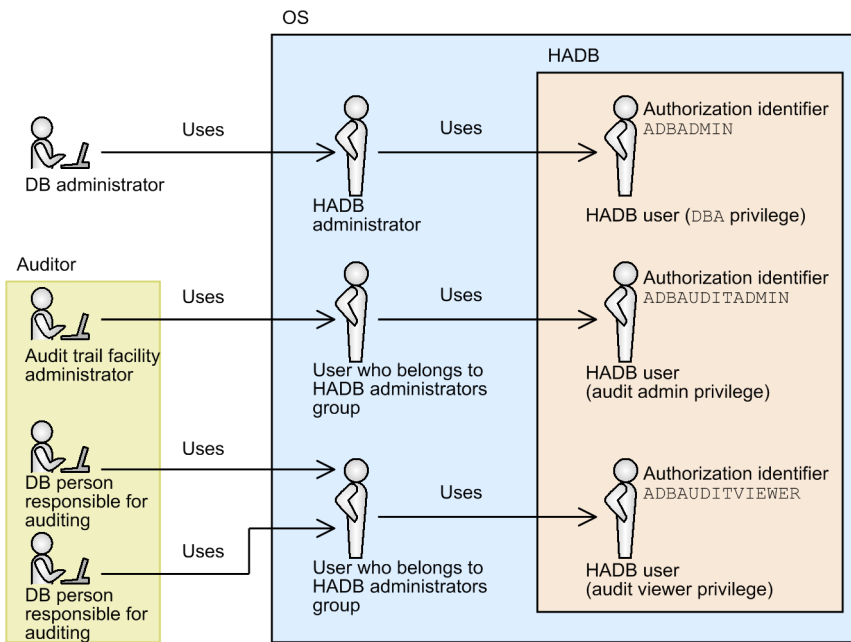 OS
HADB
Uses
Uses
Authorization identifier
ADBADMIN
DB administrator
HADB
administrator
HADB user (DBA privilege)
Auditor
Uses
Uses
Authorization identifier
ADBAUDITADMIN
Audit trail facility
administrator
User who belongs to
HADB administrators
group
HADB user
(audit admin privilege)
Uses
Uses
Authorization identifier
ADBAUDITVIEWER
DB person
responsible for
auditing
Uses
User who belongs to
HADB administrators
group
HADB user
(audit viewer privilege)
DB person
responsible for
auditing